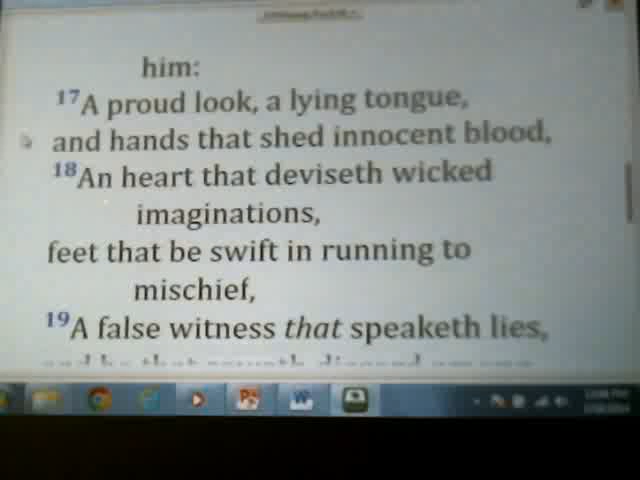 him:
17A proud look, a lying tongue,
and hands that shed innocent blood,
18An heart that deviseth wicked
imaginations,
feet that be swift in running to
mischief,
19A false witness that speaketh lies,